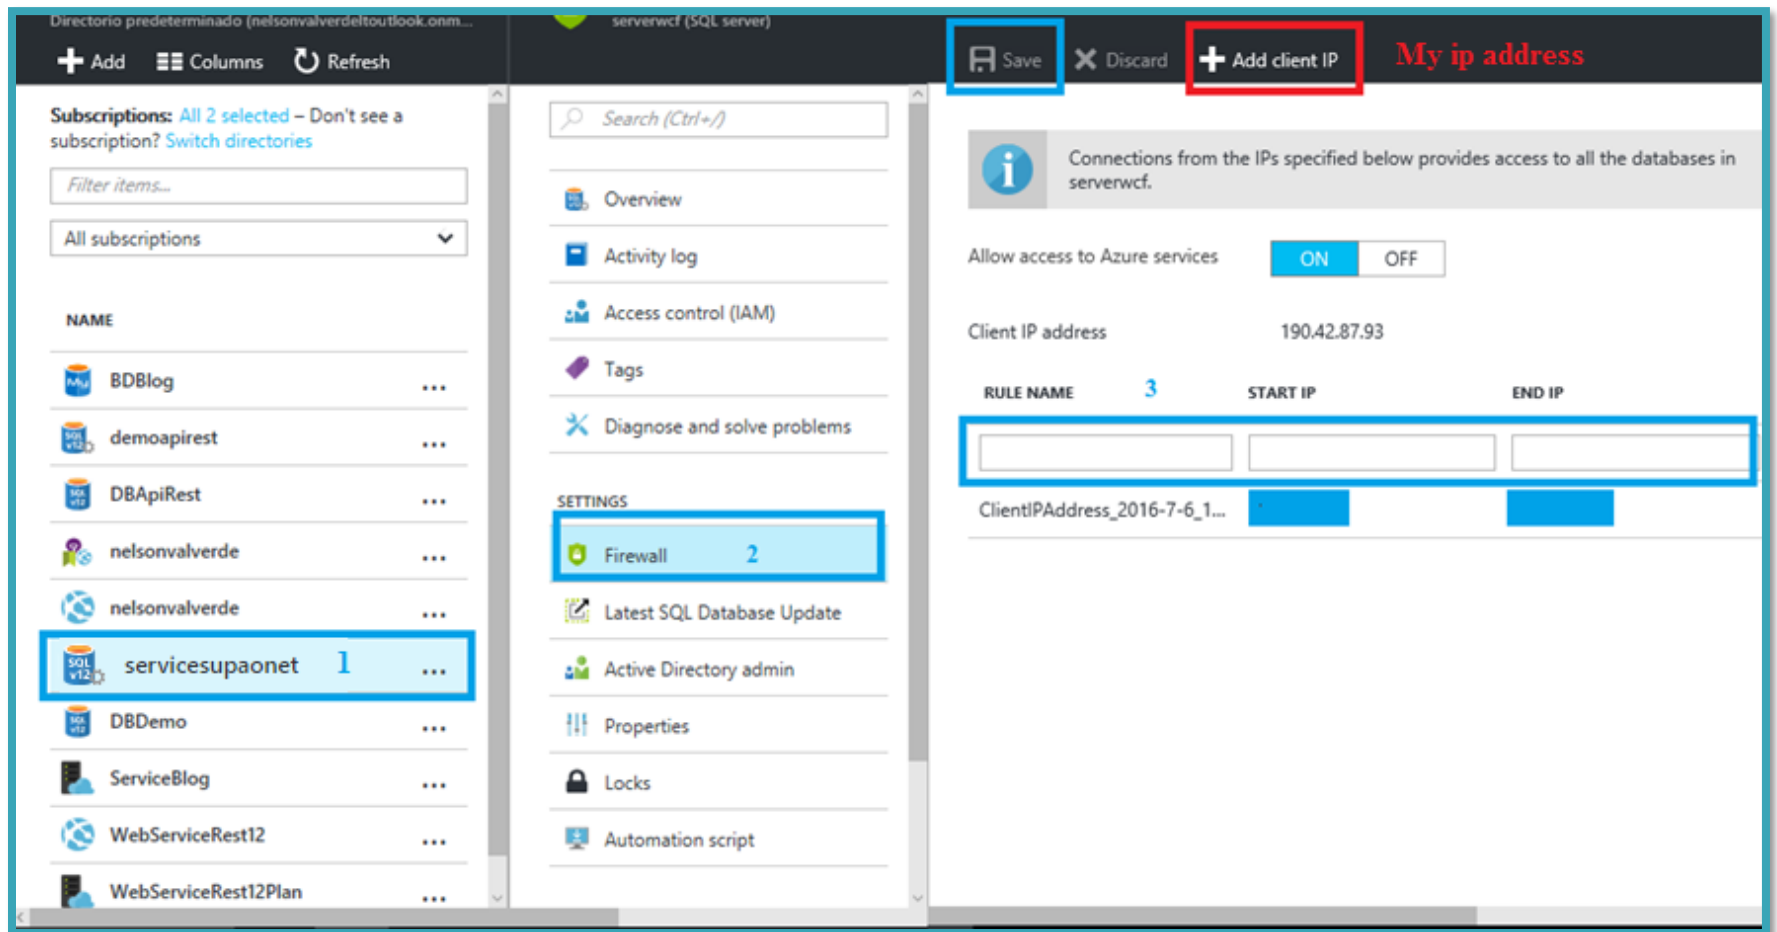 Directorio predeterminado (nelsonvalverdeltoutlook.onm...
Add Columns Refresh
Subscriptions: All 2 selected – Don't see a
subscription? Switch directories
Filter items...
All subscriptions
NAME
BDBlog ...
demoapirest ...
DBApiRest ...
nelsonvalverde ...
nelsonvalverde ...
servicesupaonet 1 ...
DBDemo ...
ServiceBlog ...
WebServiceRest12 ...
WebServiceRest12Plan ...
serverwcf (SQL server)
Search (Ctrl+/)
Overview
Activity log
Access control (IAM)
Tags
Diagnose and solve problems
SETTINGS
Firewall 2
Latest SQL Database Update
Active Directory admin
Properties
Locks
Automation script
Save Discard Add client IP My ip address
Connections from the IPs specified below provides access to all the databases in
serverwcf.
Allow access to Azure services ON OFF
Client IP address 190.42.87.93
RULE NAME 3 START IP END IP
ClientIPAddress_2016-7-6_1...